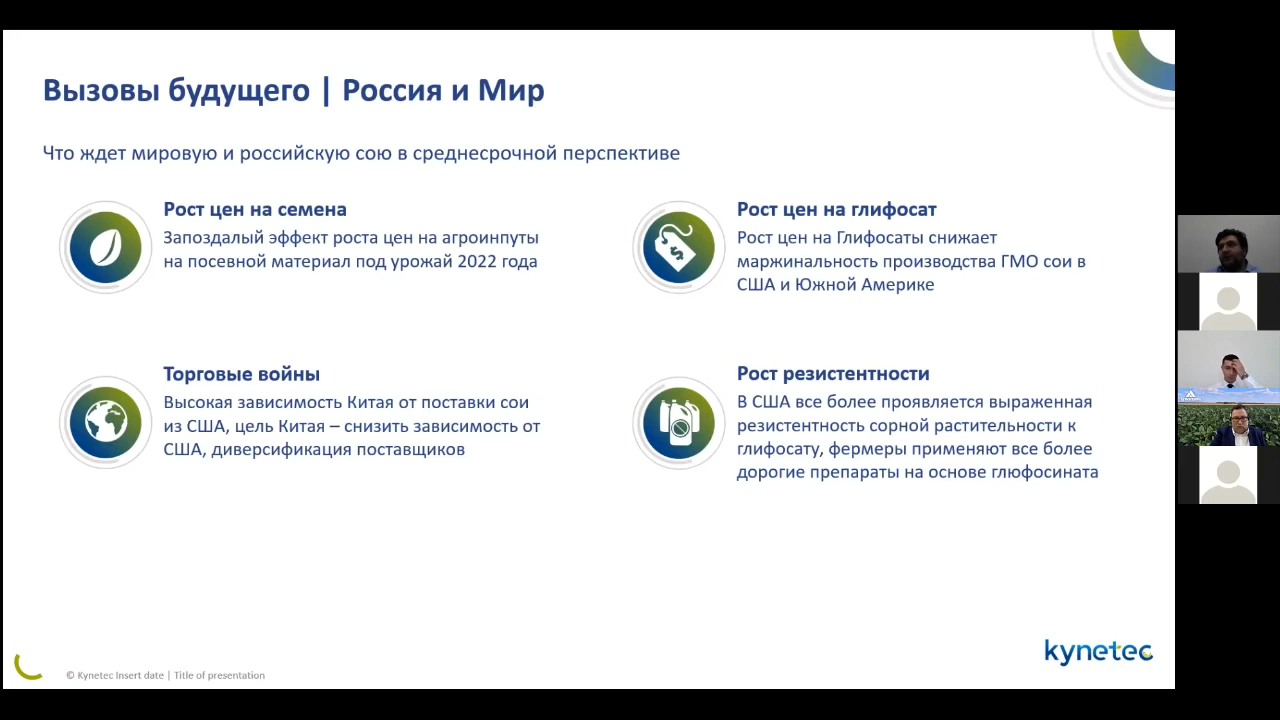 Вызовы будущего | Россия и Мир
Что ждет мировую и российскую сою в среднесрочной перспективе
Рост цен на семена
Запоздалый эффект роста цен на агроинпуты
на посевной материал под урожай 2022 года
Рост цен на глифосат
Рост цен на Глифосаты снижает
маржинальность производства ГМО сои в
США и Южной Америке
Торговые войны
Высокая зависимость Китая от поставки сои
из США, цель Китая – снизить зависимость от
США, диверсификация поставщиков
Рост резистентности
В США все более проявляется выраженная
резистентность сорной растительности к
глифосату, фермеры применяют все более
дорогие препараты на основе глюфосината
kynetec
© Kynetec Insert date | Title of presentation